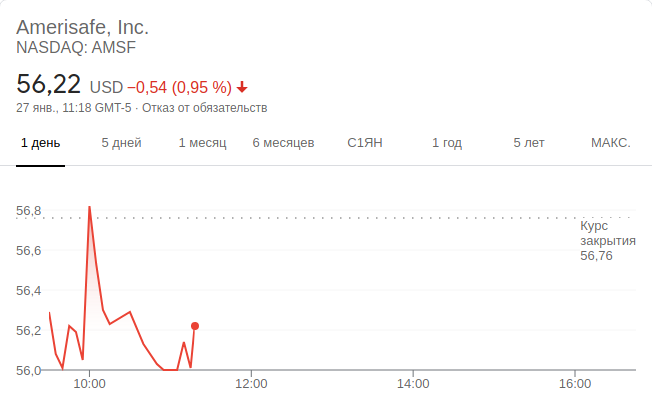 Amerisafe, Inc.
NASDAQ: AMSF
56,22 USD −0,54 (0,95 %)
27 янв., 11:18 GMT-5 · Отказ от обязательств
1 день 5 дней 1 месяц 6 месяцев С1ЯН 1 год 5 лет МАКС.
56,8
Курс
закрытия
56,76
56,6
56,4
56,2
56,0
10:00 12:00 14:00 16:00